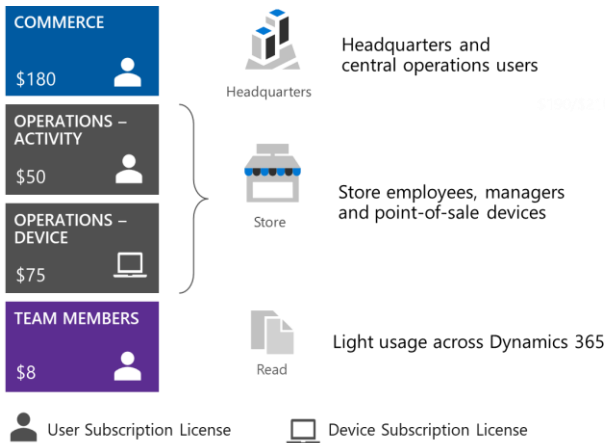 COMMERCE
$180
Headquarters
Headquarters and
central operations users
OPERATIONS –
ACTIVITY
$50
OPERATIONS –
DEVICE
$75
Store
Store employees, managers
and point-of-sale devices
TEAM MEMBERS
$8
Read
Light usage across Dynamics 365
User Subscription License
Device Subscription License